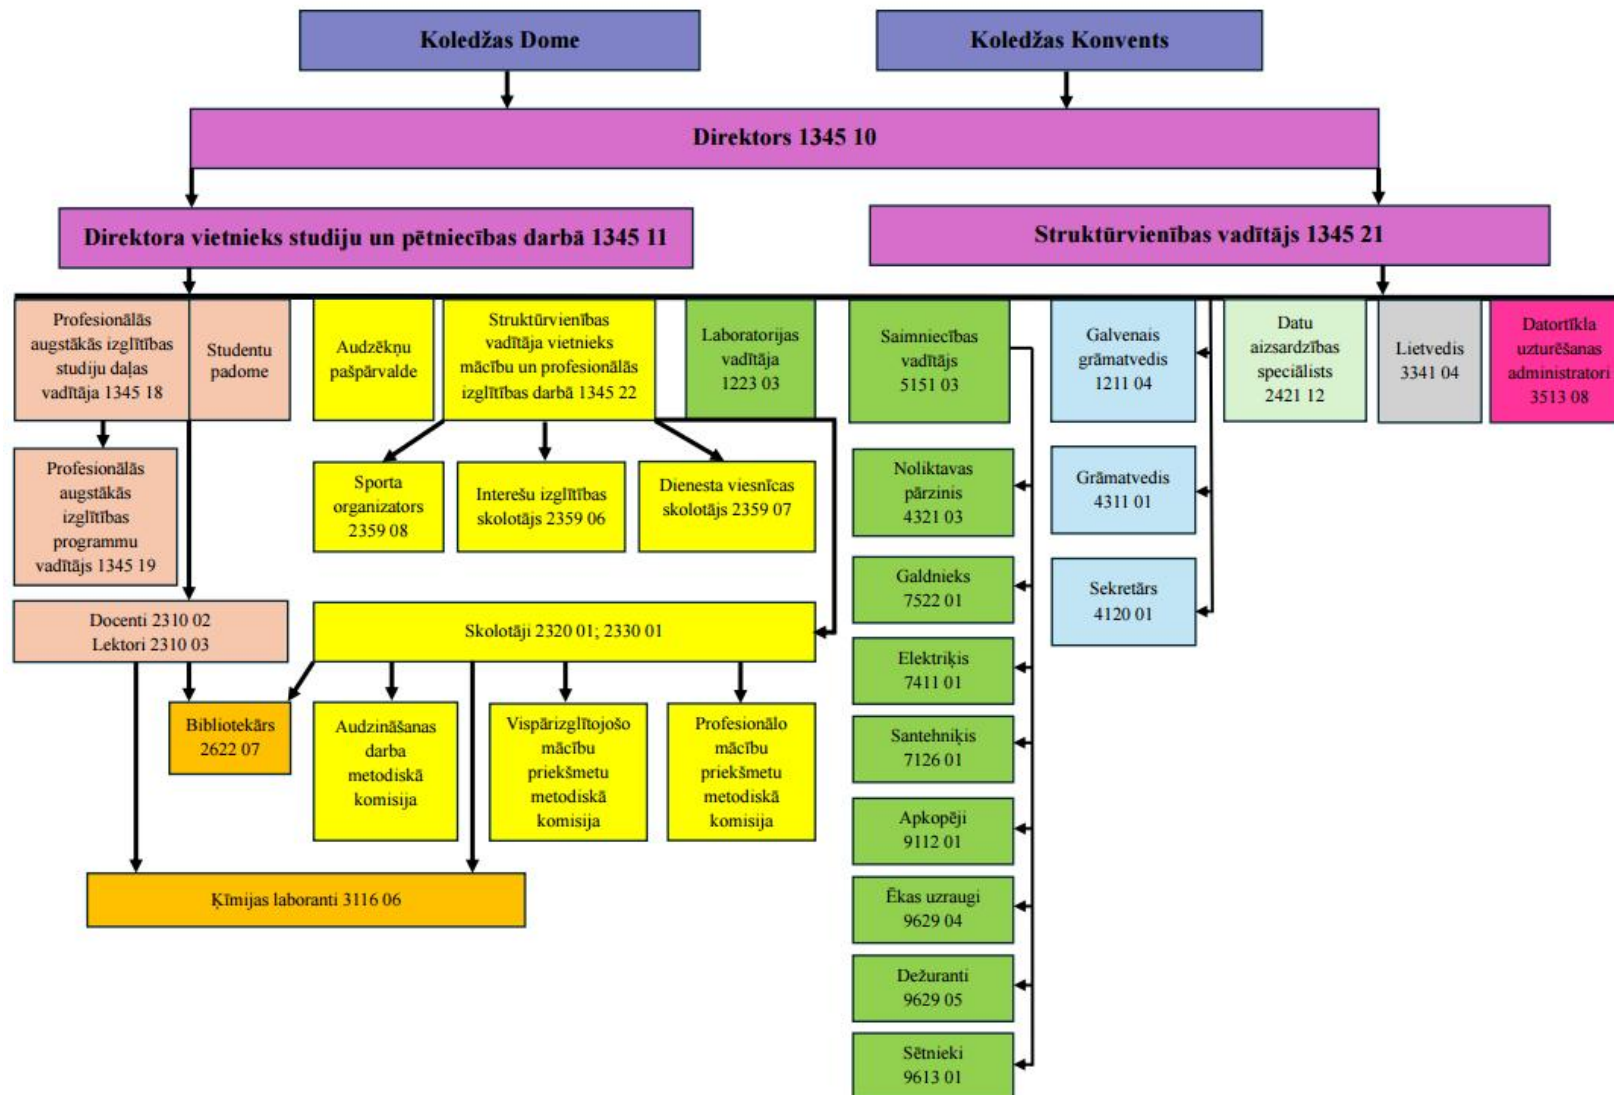 Koledžas Dome
Koledžas Konvents
Direktors 1345 10
Direktora vietnieks studiju un pētniecības darbā 1345 11
Struktūrvienības vadītājs 1345 21
Profesionālās
augstākās izglītības
studiju daļas
vadītāja 1345 18
Studentu
padome
Audzēkņu
pašpārvalde
Struktūrvienības
vadītāja vietnieks
mācību un profesionālās
izglītības darbā 1345 22
Laboratorijas
vadītāja
1223 03
Saimniecības
vadītājs
5151 03
Galvenais
grāmatvedis
1211 04
Datu
aizsardzības
speciālists
2421 12
Lietvedis
3341 04
Datortīkla
uzturēšanas
administratori
3513 08
Profesionālās
augstākās
izglītības
programmu
vadītājs 1345 19
Sporta
organizators
2359 08
Interešu izglītības
skolotājs 2359 06
Dienesta viesnīcas
skolotājs 2359 07
Noliktavas
pārzinis
4321 03
Grāmatvedis
4311 01
Galdnieks
7522 01
Sekretārs
4120 01
Docenti 2310 02
Lektori 2310 03
Skolotāji 2320 01; 2330 01
Elektriķis
7411 01
Bibliotekārs
2622 07
Audzināšanas
darba
metodiskā
komisija
Vispārizglītojošo
mācību
priekšmetu
metodiskā
komisija
Profesionālo
mācību
priekšmetu
metodiskā
komisija
Santehniķis
7126 01
Apkopēji
9112 01
Ķīmijas laboranti 3116 06
Ēkas uzraugi
9629 04
Dežuranti
9629 05
Sētnieki
9613 01